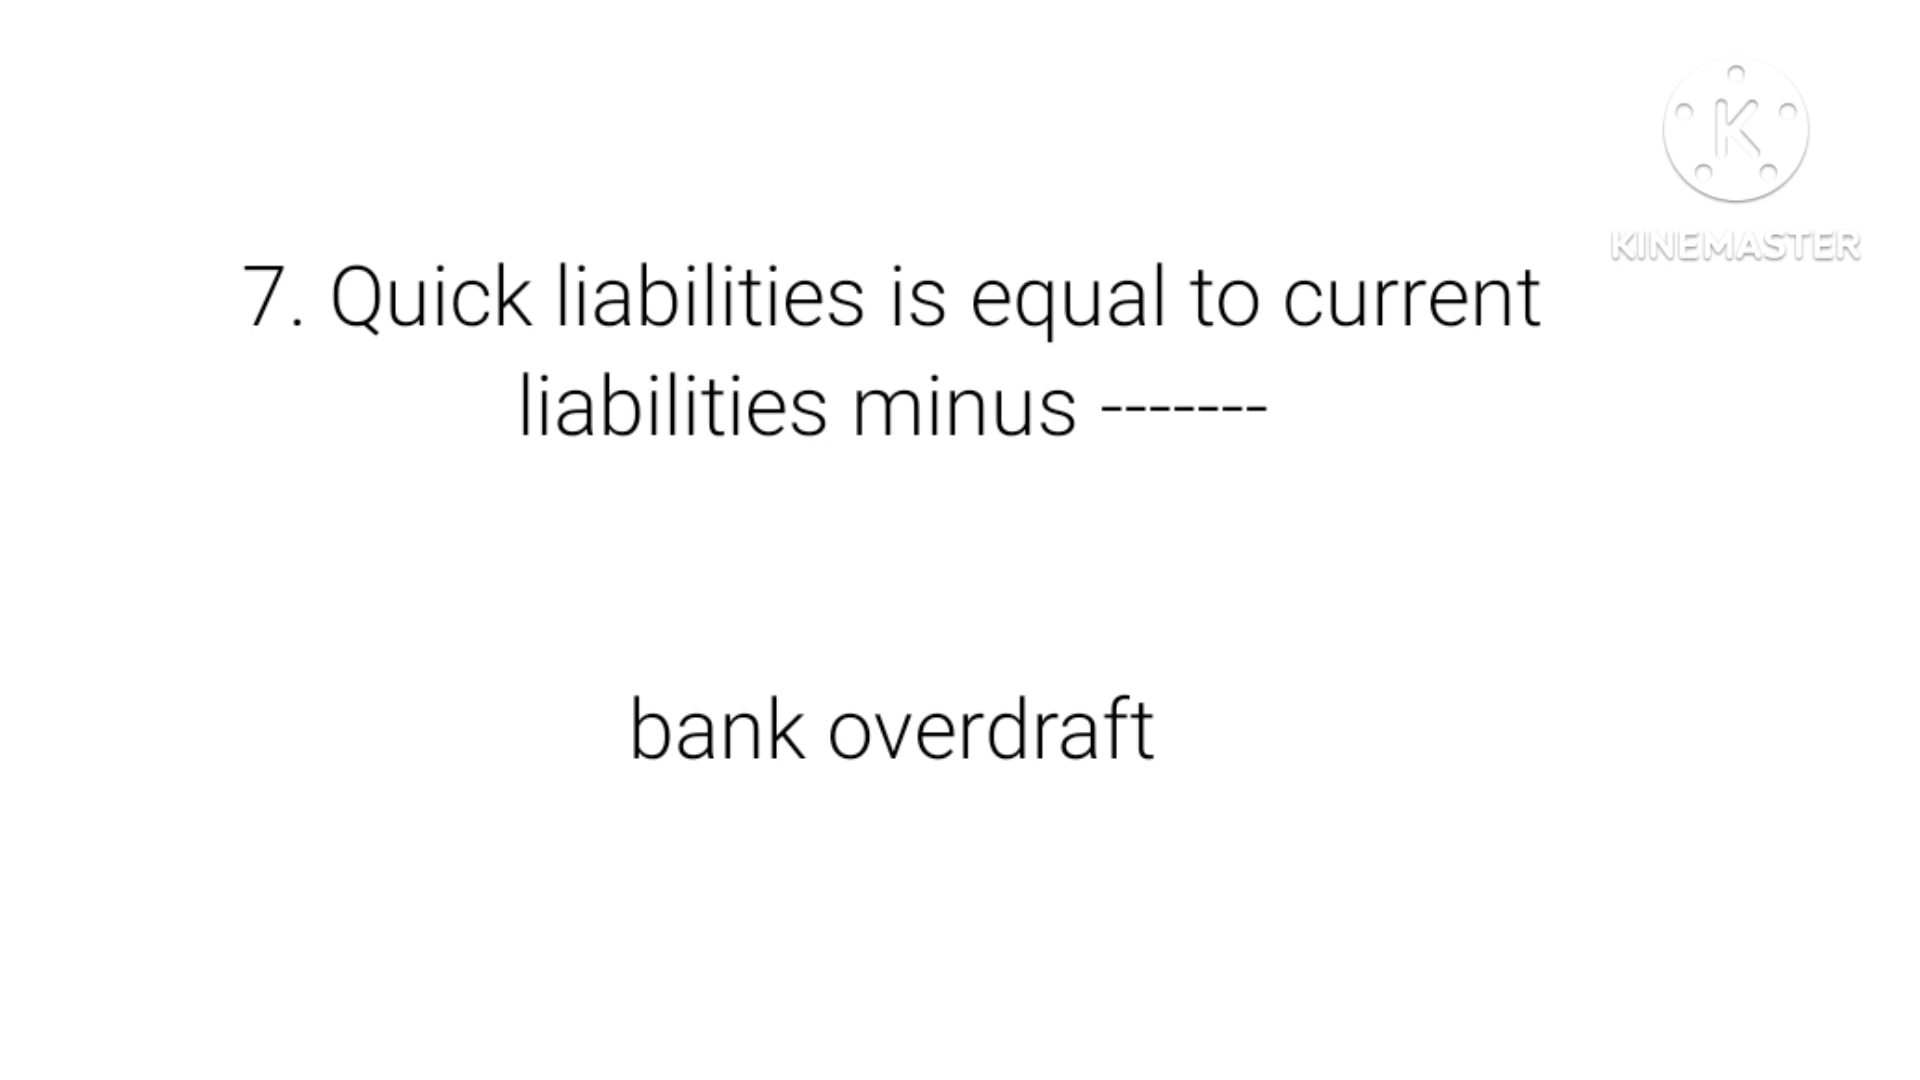 K
KINEMASTER
7. Quick liabilities is equal to current
liabilities minus -------
bank overdraft